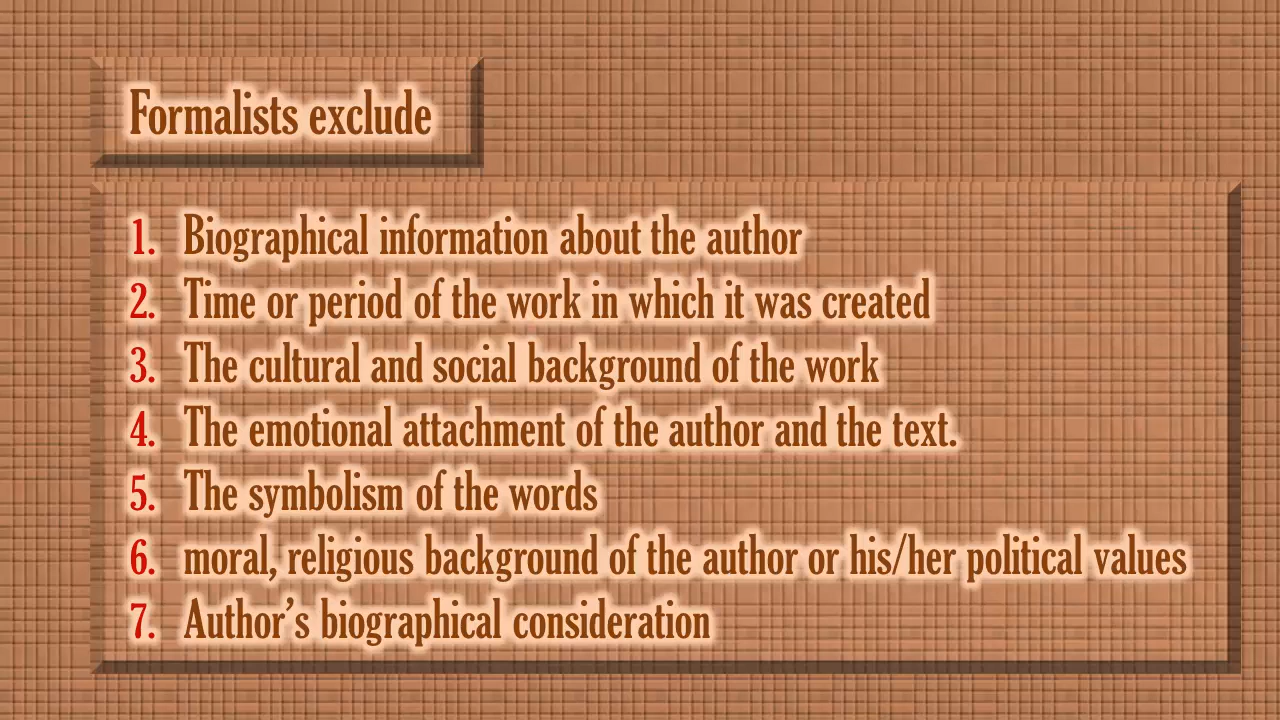 Formalists exclude
1. Biographical information about the author
2. Time or period of the work in which it was created
3. The cultural and social background of the work
4. The emotional attachment of the author and the text.
5. The symbolism of the words
6. moral, religious background of the author or his/her political values
7. Author’s biographical consideration